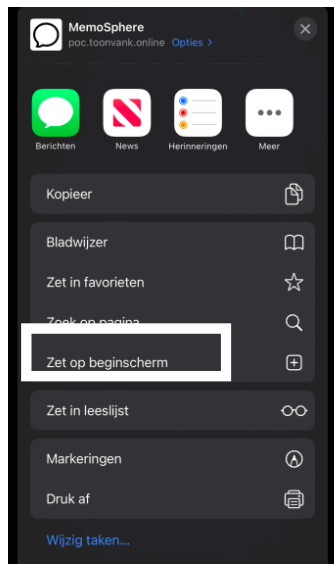 MemoSphere
poc.toonvank.online Opties >
Berichten News Herinneringen Meer
Kopieer
Bladwijzer
Zet in favorieten
Zoek op pagina
Zet op beginscherm
Zet in leeslijst
Markeringen
Druk af
Wijzig taken...